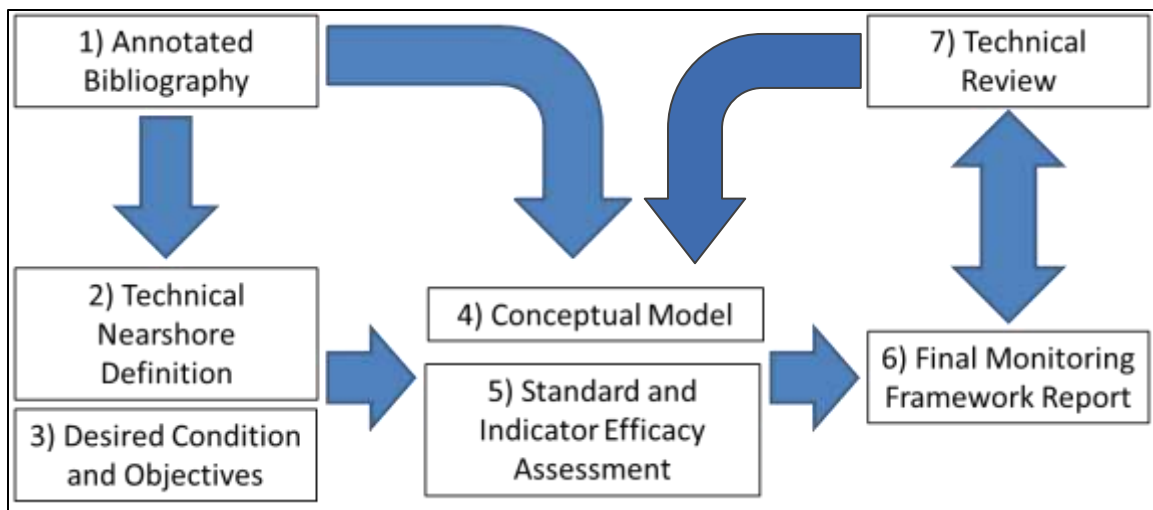 1) Annotated
Bibliography
7) Technical
Review
2) Technical
Nearshore
Definition
3) Desired Condition
and Objectives
4) Conceptual Model
5) Standard and
Indicator Efficacy
Assessment
6) Final Monitoring
Framework Report